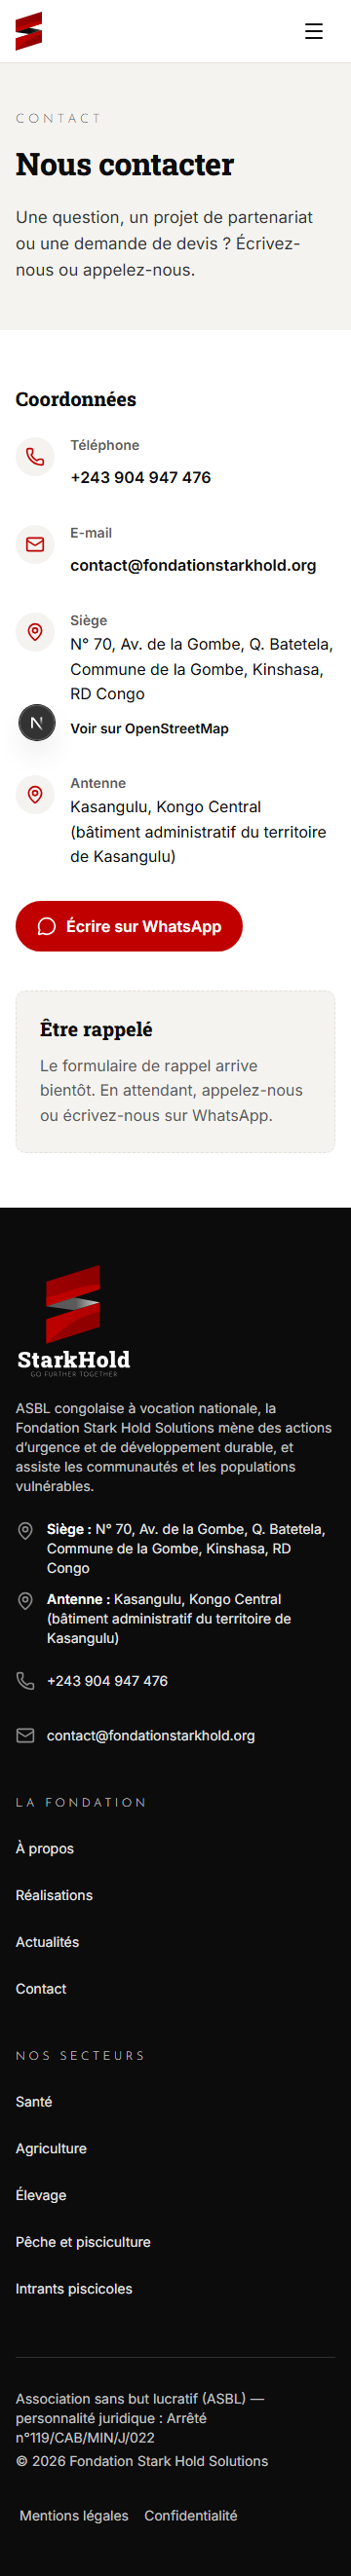 CONTACT
Nous contacter
Une question, un projet de partenariat
ou une demande de devis ? Écrivez-
nous ou appelez-nous.
Coordonnées
Téléphone
+243 904 947 476
E-mail
contact@fondationstarkhold.org
Siège
N° 70, Av. de la Gombe, Q. Batetela,
Commune de la Gombe, Kinshasa,
RD Congo
N
Voir sur OpenStreetMap
Antenne
Kasangulu, Kongo Central
(bâtiment administratif du territoire
de Kasangulu)
Écrire sur WhatsApp
Être rappelé
Le formulaire de rappel arrive
bientôt. En attendant, appelez-nous
ou écrivez-nous sur WhatsApp.
StarkHold
GO FURTHER TOGETHER
ASBL congolaise à vocation nationale, la
Fondation Stark Hold Solutions mène des actions
d’urgence et de développement durable, et
assiste les communautés et les populations
vulnérables.
Siège : N° 70, Av. de la Gombe, Q. Batetela,
Commune de la Gombe, Kinshasa, RD
Congo
Antenne : Kasangulu, Kongo Central
(bâtiment administratif du territoire de
Kasangulu)
+243 904 947 476
contact@fondationstarkhold.org
LA FONDATION
À propos
Réalisations
Actualités
Contact
NOS SECTEURS
Santé
Agriculture
Élevage
Pêche et pisciculture
Intrants piscicoles
Association sans but lucratif (ASBL) —
personnalité juridique : Arrêté
n°119/CAB/MIN/J/022
© 2026 Fondation Stark Hold Solutions
Mentions légales Confidentialité